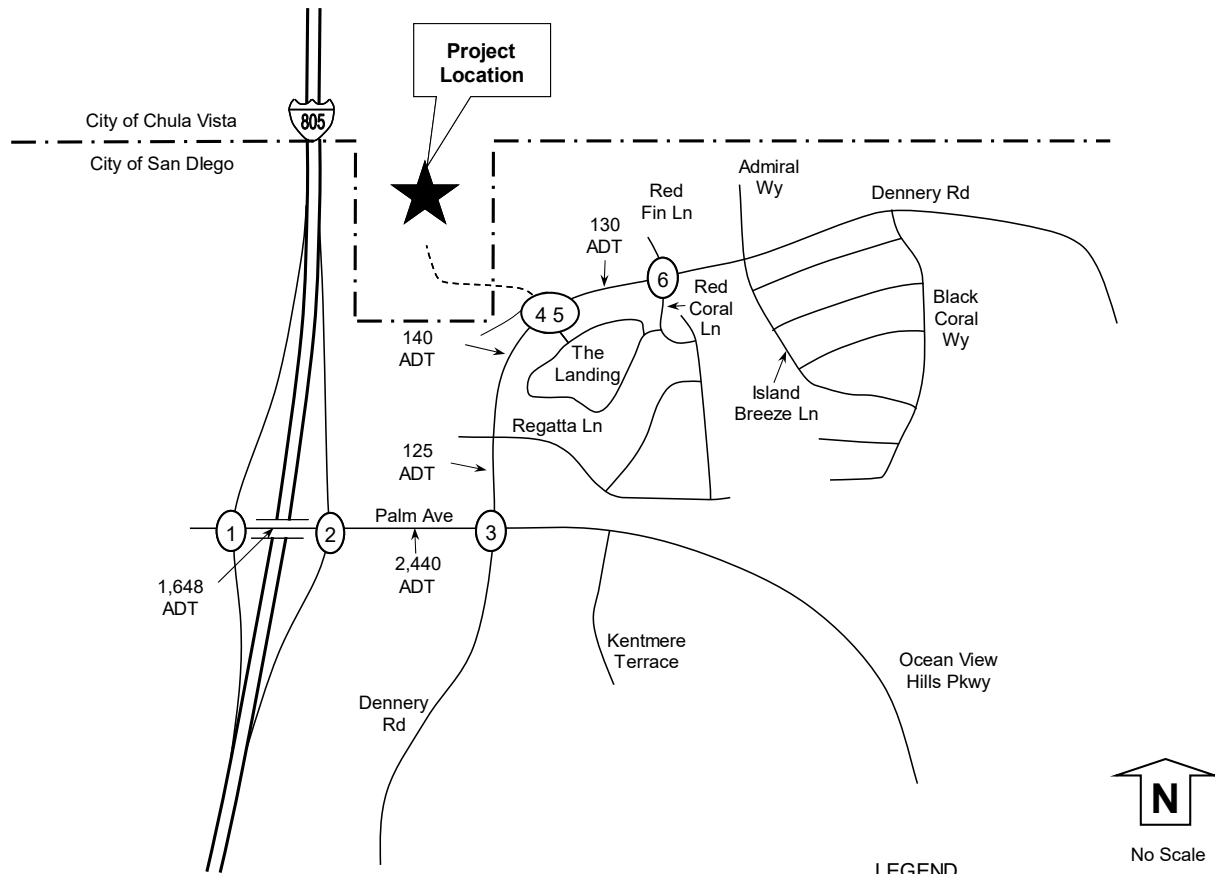 Project
Location
805
City of Chula Vista
City of San DIego
Admiral
Wy
Dennery Rd
Red
Fin Ln
130
ADT
6
Red
Coral
Ln
4 5
Black
Coral
Wy
140
ADT
The
Landing
Island
Breeze Ln
Regatta Ln
125
ADT
Palm Ave
1
2
3
2,440
ADT
1,648
ADT
Kentmere
Terrace
Ocean View
Hills Pkwy
Dennery
Rd
N
No Scale
LEGEND